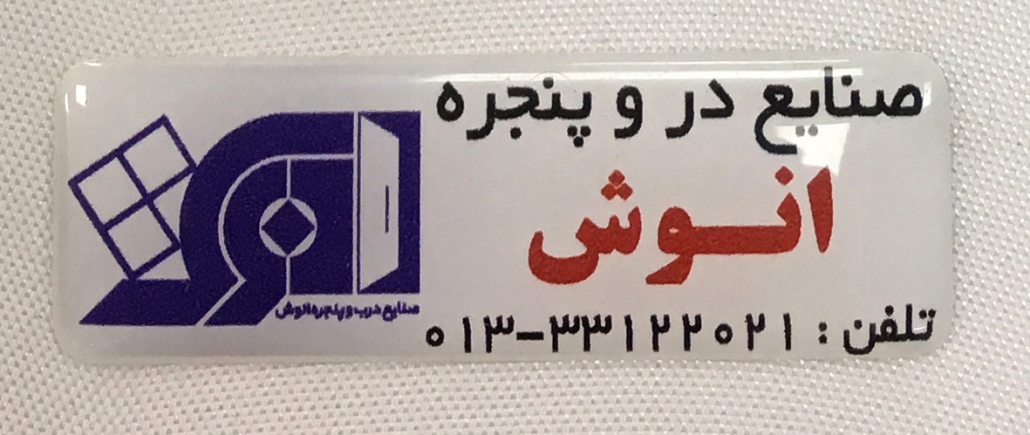 صنایع در و پنجره
انوش
تلفن : ۰۱۳-۳۳۱۲۲۰۲۱
صنایع درب و پنجره انوش